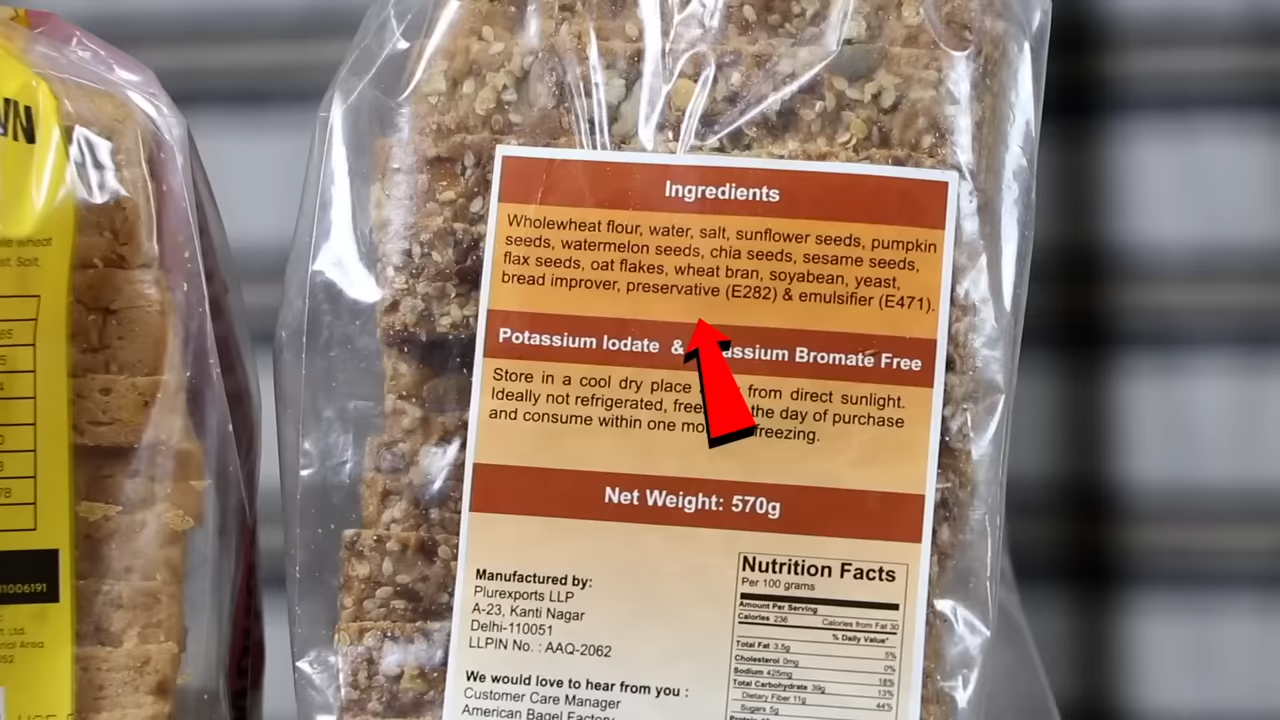 Ingredients
Wholewheat flour, water, salt, sunflower seeds, pumpkin
seeds, watermelon seeds, chia seeds, sesame seeds,
flax seeds, oat flakes, wheat bran, soyabean, yeast,
bread improver, preservative (E282) & emulsifier (E471).
Potassium Iodate & Bromate Free
Store in a cool dry place from direct sunlight.
Ideally not refrigerated, the day of purchase
and consume within one freezing.
Net Weight: 570g
Manufactured by:
Plurexports LLP
A-23, Kanti Nagar
Delhi-110051
LLPIN No. : AAQ-2062
We would love to hear from you :
Customer Care Manager
American Bagel
Nutrition Facts
Per 100 grams
Amount Per Serving
Calories 236 Calories from Fat 30
% Daily Value*
Total Fat 3.5g 5%
Cholesterol 0mg 0%
Sodium 425mg 18%
Total Carbohydrate 39g 13%
Dietary Fiber 11g 44%
Sugars 5g
wheat
Salt,
11006191
Ltd.
Area